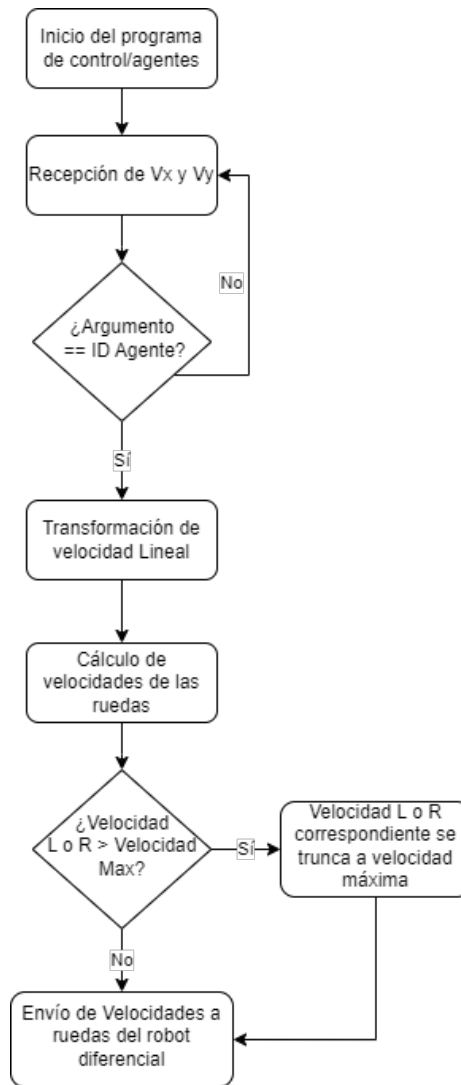 Inicio del programa
de control/agentes
Recepción de Vx y Vy
No
¿Argumento
== ID Agente?
Sí
Transformación de
velocidad Lineal
Cálculo de
velocidades de las
ruedas
¿Velocidad
L o R > Velocidad
Max?
Sí
Velocidad L o R
correspondiente se
trunca a velocidad
máxima
No
Envío de Velocidades a
ruedas del robot
diferencial